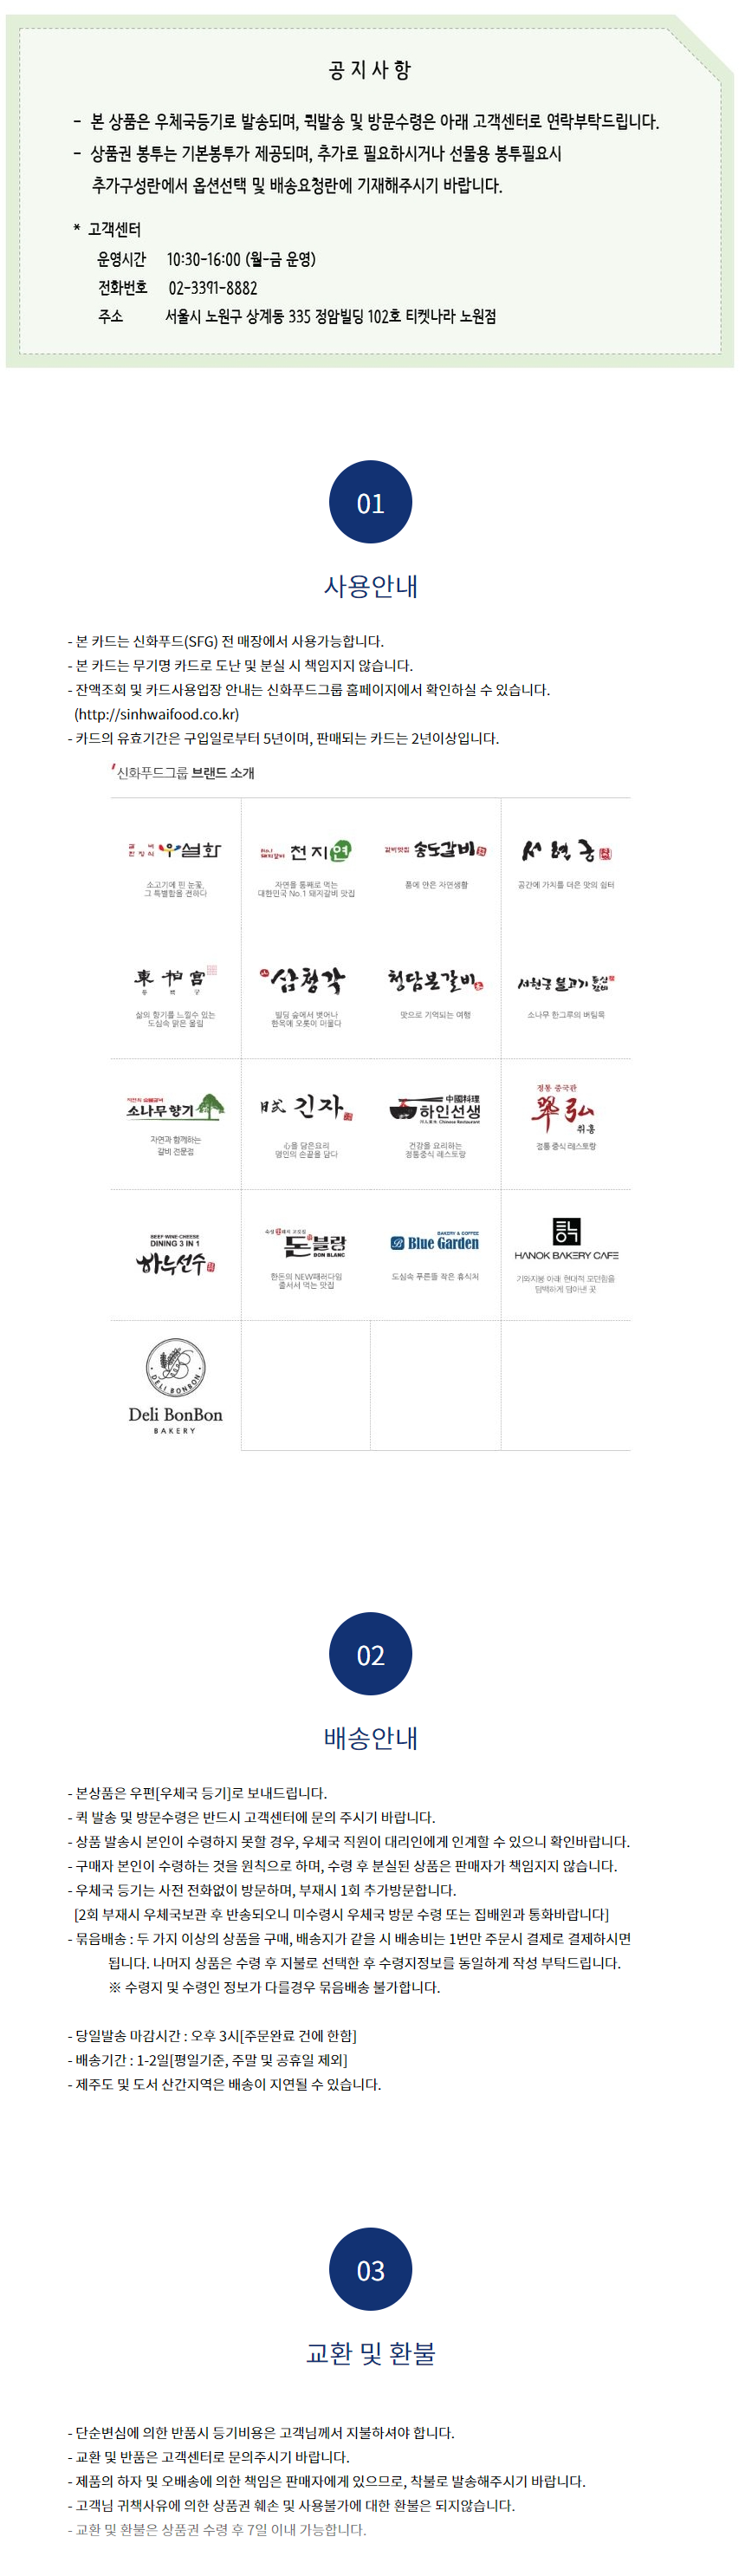 공 지 사 항
- 본 상품은 우체국등기로 발송되며, 퀵발송 및 방문수령은 아래 고객센터로 연락부탁드립니다.
- 상품권 봉투는 기본봉투가 제공되며, 추가로 필요하시거나 선물용 봉투필요시
추가구성란에서 옵션선택 및 배송요청란에 기재해주시기 바랍니다.
* 고객센터
운영시간 10:30-16:00 (월-금 운영)
전화번호 02-3391-8882
주소 서울시 노원구 상계동 335 정암빌딩 102호 티켓나라 노원점
01
사용안내
- 본 카드는 신화푸드(SFG) 전 매장에서 사용가능합니다.
- 본 카드는 무기명 카드로 도난 및 분실 시 책임지지 않습니다.
- 잔액조회 및 카드사용업장 안내는 신화푸드그룹 홈페이지에서 확인하실 수 있습니다.
(http://sinhwaifood.co.kr)
- 카드의 유효기간은 구입일로부터 5년이며, 판매되는 카드는 2년이상입니다.
신화푸드그룹 브랜드 소개
우설화
소고기에 핀 눈꽃,
그 특별함을 전하다
No.1 돼지갈비 천지연
자연을 통째로 먹는
대한민국 No.1 돼지갈비 맛집
갈비맛집 송도갈비
품에 안은 자연생활
서현궁
공간에 가치를 더은 맛의 쉼터
東柏宮
동 백 궁
삶의 향기를 느낄수 있는
도심속 맑은 울림
삼청각
빌딩 숲에서 벗어나
한옥에 오롯이 머물다
청담본갈비
맛으로 기억되는 여행
서현궁 불고기
소나무 한그루의 버팀목
소나무향기
자연과 함께하는
갈비 전문점
日式 긴자
心을 담은요리
명인의 손끝을 담다
中國料理
하인선생
Chinese Restaurant
건강을 요리하는
정통중식 레스토랑
정통 중국관
翠弘
취홍
정통 중식 레스토랑
BEEF·WINE·CHEESE
DINING 3 IN 1
하누선수
돈블랑
DON BLANC
한돈의 NEW패러다임
줄서서 먹는 맛집
BAKERY & COFFEE
B Blue Garden
도심속 푸른뜰 작은 휴식처
HANOK BAKERY CAFE
기와지붕 아래 현대적 모던함을
담백하게 담아낸 곳
DELI BONBON
Deli BonBon
BAKERY
02
배송안내
- 본상품은 우편[우체국 등기]로 보내드립니다.
- 퀵 발송 및 방문수령은 반드시 고객센터에 문의 주시기 바랍니다.
- 상품 발송시 본인이 수령하지 못할 경우, 우체국 직원이 대리인에게 인계할 수 있으니 확인바랍니다.
- 구매자 본인이 수령하는 것을 원칙으로 하며, 수령 후 분실된 상품은 판매자가 책임지지 않습니다.
- 우체국 등기는 사전 전화없이 방문하며, 부재시 1회 추가방문합니다.
[2회 부재시 우체국보관 후 반송되오니 미수령시 우체국 방문 수령 또는 집배원과 통화바랍니다]
- 묶음배송 : 두 가지 이상의 상품을 구매, 배송지가 같을 시 배송비는 1번만 주문시 결제로 결제하시면
됩니다. 나머지 상품은 수령 후 지불로 선택한 후 수령지정보를 동일하게 작성 부탁드립니다.
※ 수령지 및 수령인 정보가 다를경우 묶음배송 불가합니다.
- 당일발송 마감시간 : 오후 3시[주문완료 건에 한함]
- 배송기간 : 1-2일[평일기준, 주말 및 공휴일 제외]
- 제주도 및 도서 산간지역은 배송이 지연될 수 있습니다.
03
교환 및 환불
- 단순변심에 의한 반품시 등기비용은 고객님께서 지불하셔야 합니다.
- 교환 및 반품은 고객센터로 문의주시기 바랍니다.
- 제품의 하자 및 오배송에 의한 책임은 판매자에게 있으므로, 착불로 발송해주시기 바랍니다.
- 고객님 귀책사유에 의한 상품권 훼손 및 사용불가에 대한 환불은 되지않습니다.
- 교환 및 환불은 상품권 수령 후 7일 이내 가능합니다.